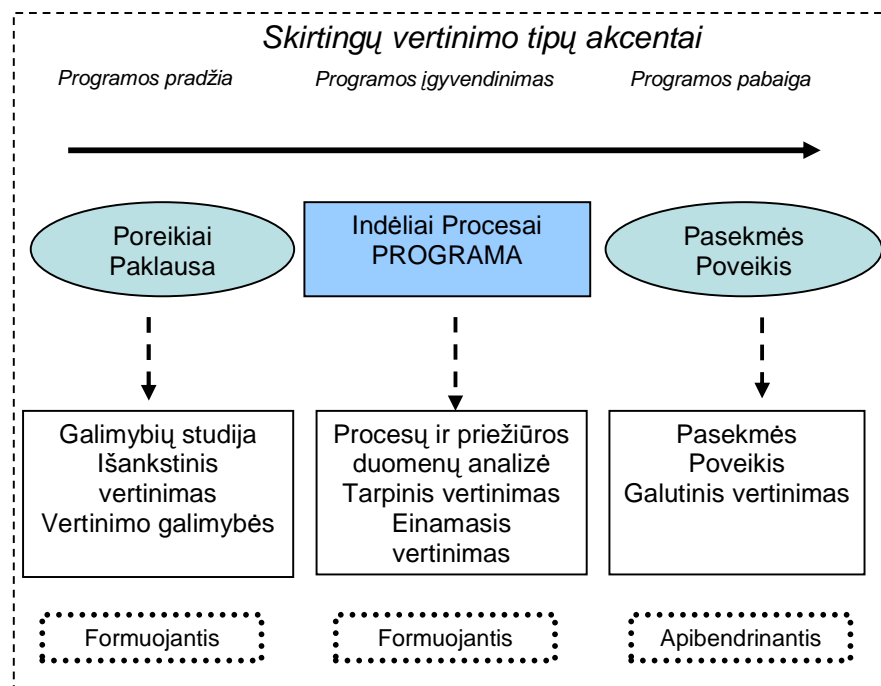 Skirtingų vertinimo tipų akcentai
Programos pradžia
Programos įgyvendinimas
Programos pabaiga
Poreikiai
Paklausa
Indėliai Procesai
PROGRAMA
Pasekmės
Poveikis
Galimybių studija
Išankstinis
vertinimas
Vertinimo galimybės
Procesų ir priežiūros
duomenų analizė
Tarpinis vertinimas
Einamasis
vertinimas
Pasekmės
Poveikis
Galutinis vertinimas
Formuojantis
Formuojantis
Apibendrinantis